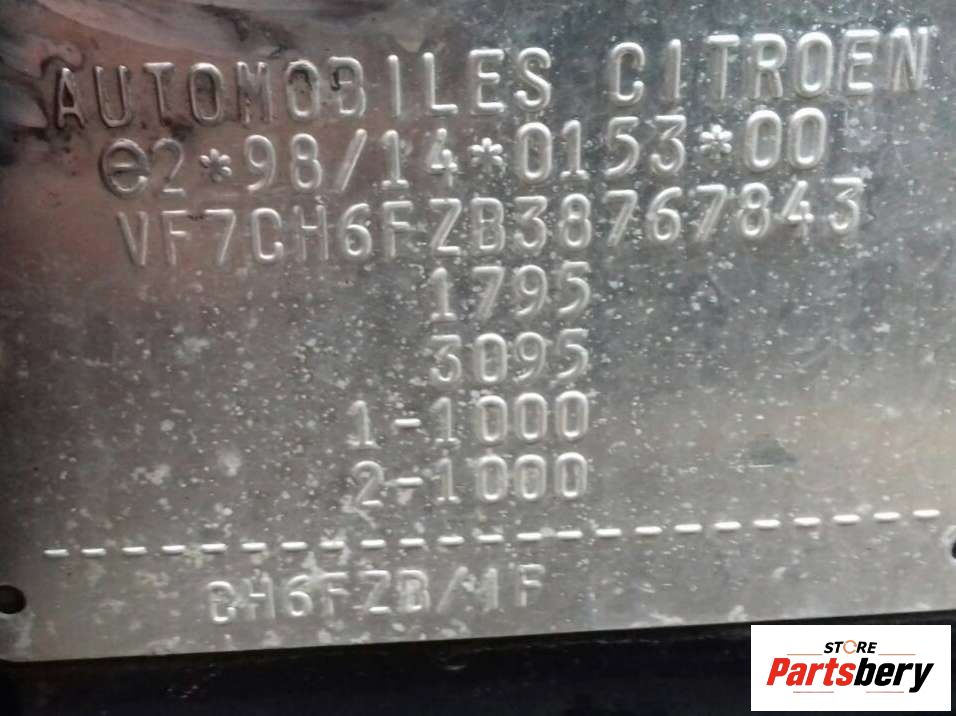 AUTOMOBILES CITROEN
e2*98/14*0153*00
VF7CH6FZB38767843
1795
3095
1-1000
2-1000
-----------------------
CH6FZB/1F
STORE
Partsbery